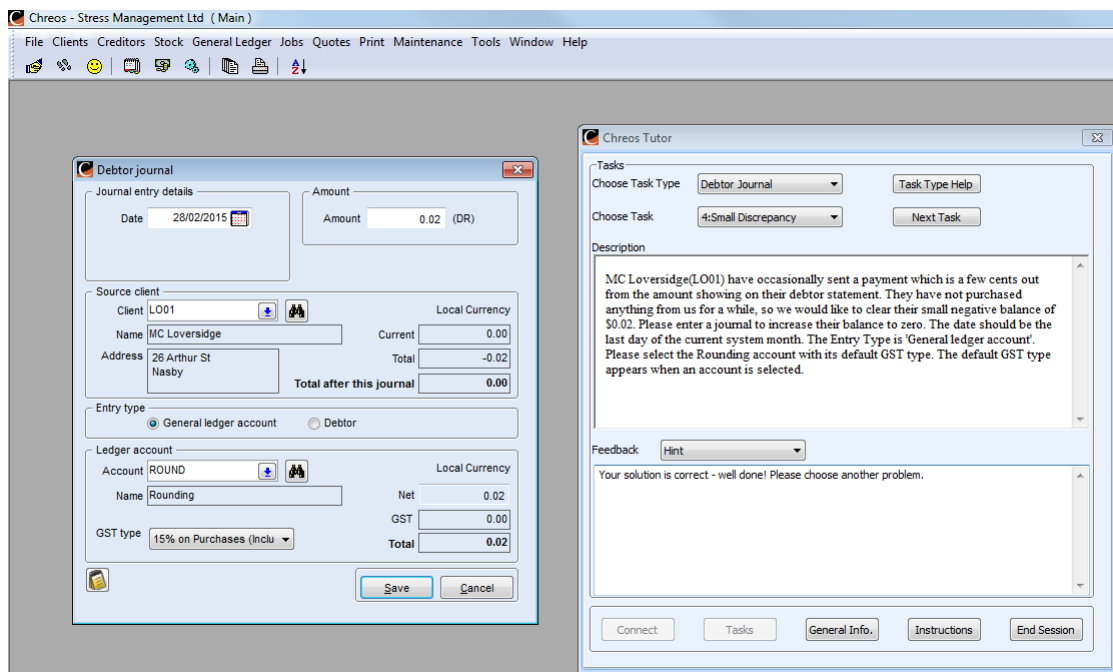 Chreos - Stress Management Ltd ( Main )
File Clients Creditors Stock General Ledger Jobs Quotes Print Maintenance Tools Window Help
Debtor journal
Journal entry details
Date 28/02/2015
Amount
Amount 0.02 (DR)
Source client
Client LO01
Local Currency
Name MC Loversidge
Current 0.00
Address 26 Arthur St
Nasby
Total -0.02
Total after this journal 0.00
Entry type
General ledger account Debtor
Ledger account
Account ROUND
Local Currency
Name Rounding
Net 0.02
GST 0.00
GST type 15% on Purchases (Inclu
Total 0.02
Save Cancel
Chreos Tutor
Tasks
Choose Task Type Debtor Journal Task Type Help
Choose Task 4:Small Discrepancy Next Task
Description
MC Loversidge(LO01) have occasionally sent a payment which is a few cents out
from the amount showing on their debtor statement. They have not purchased
anything from us for a while, so we would like to clear their small negative balance of
$0.02. Please enter a journal to increase their balance to zero. The date should be the
last day of the current system month. The Entry Type is 'General ledger account'.
Please select the Rounding account with its default GST type. The default GST type
appears when an account is selected.
Feedback Hint
Your solution is correct - well done! Please choose another problem.
Connect Tasks General Info. Instructions End Session